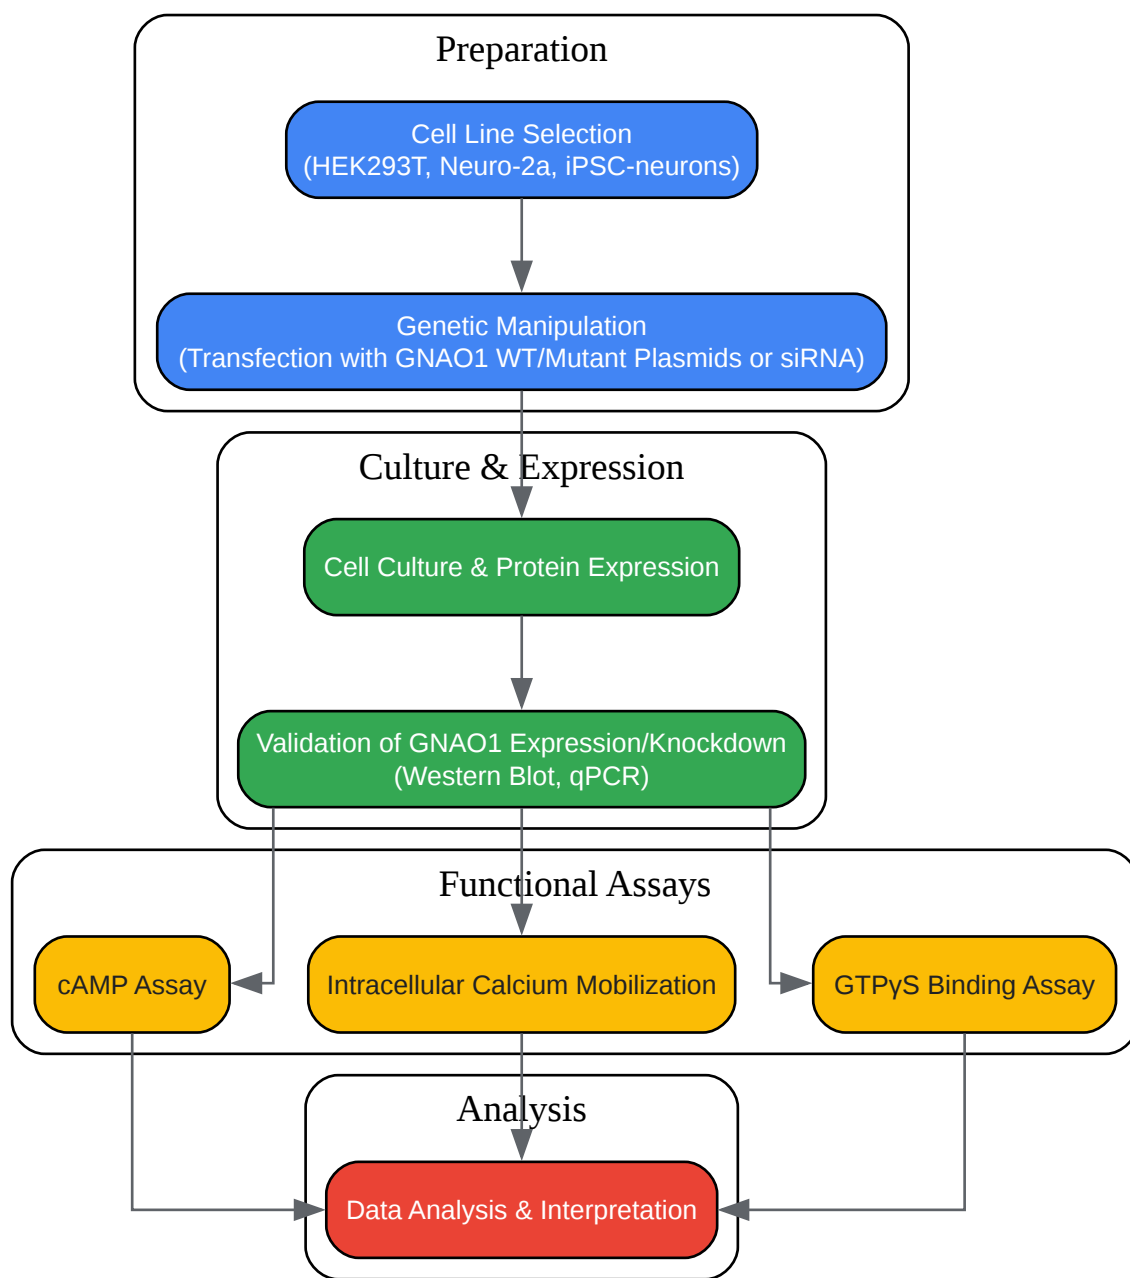 Preparation
Cell Line Selection
(HEK293T, Neuro-2a, iPSC-neurons)
Genetic Manipulation
(Transfection with GNAO1 WT/Mutant Plasmids or siRNA)
Culture & Expression
Cell Culture & Protein Expression
Validation of GNAO1 Expression/Knockdown
(Western Blot, qPCR)
Functional Assays
cAMP Assay
Intracellular Calcium Mobilization
GTPγS Binding Assay
Analysis
Data Analysis & Interpretation